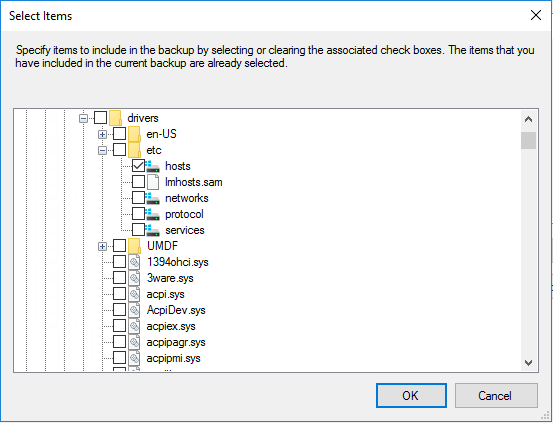 Select Items
Specify items to include in the backup by selecting or clearing the associated check boxes. The items that you
have included in the current backup are already selected.
drivers
en-US
etc
hosts
lmhosts.sam
networks
protocol
services
UMDF
1394ohci.sys
3ware.sys
acpi.sys
AcpiDev.sys
acpiex.sys
acpipagr.sys
acpipmi.sys
OK
Cancel